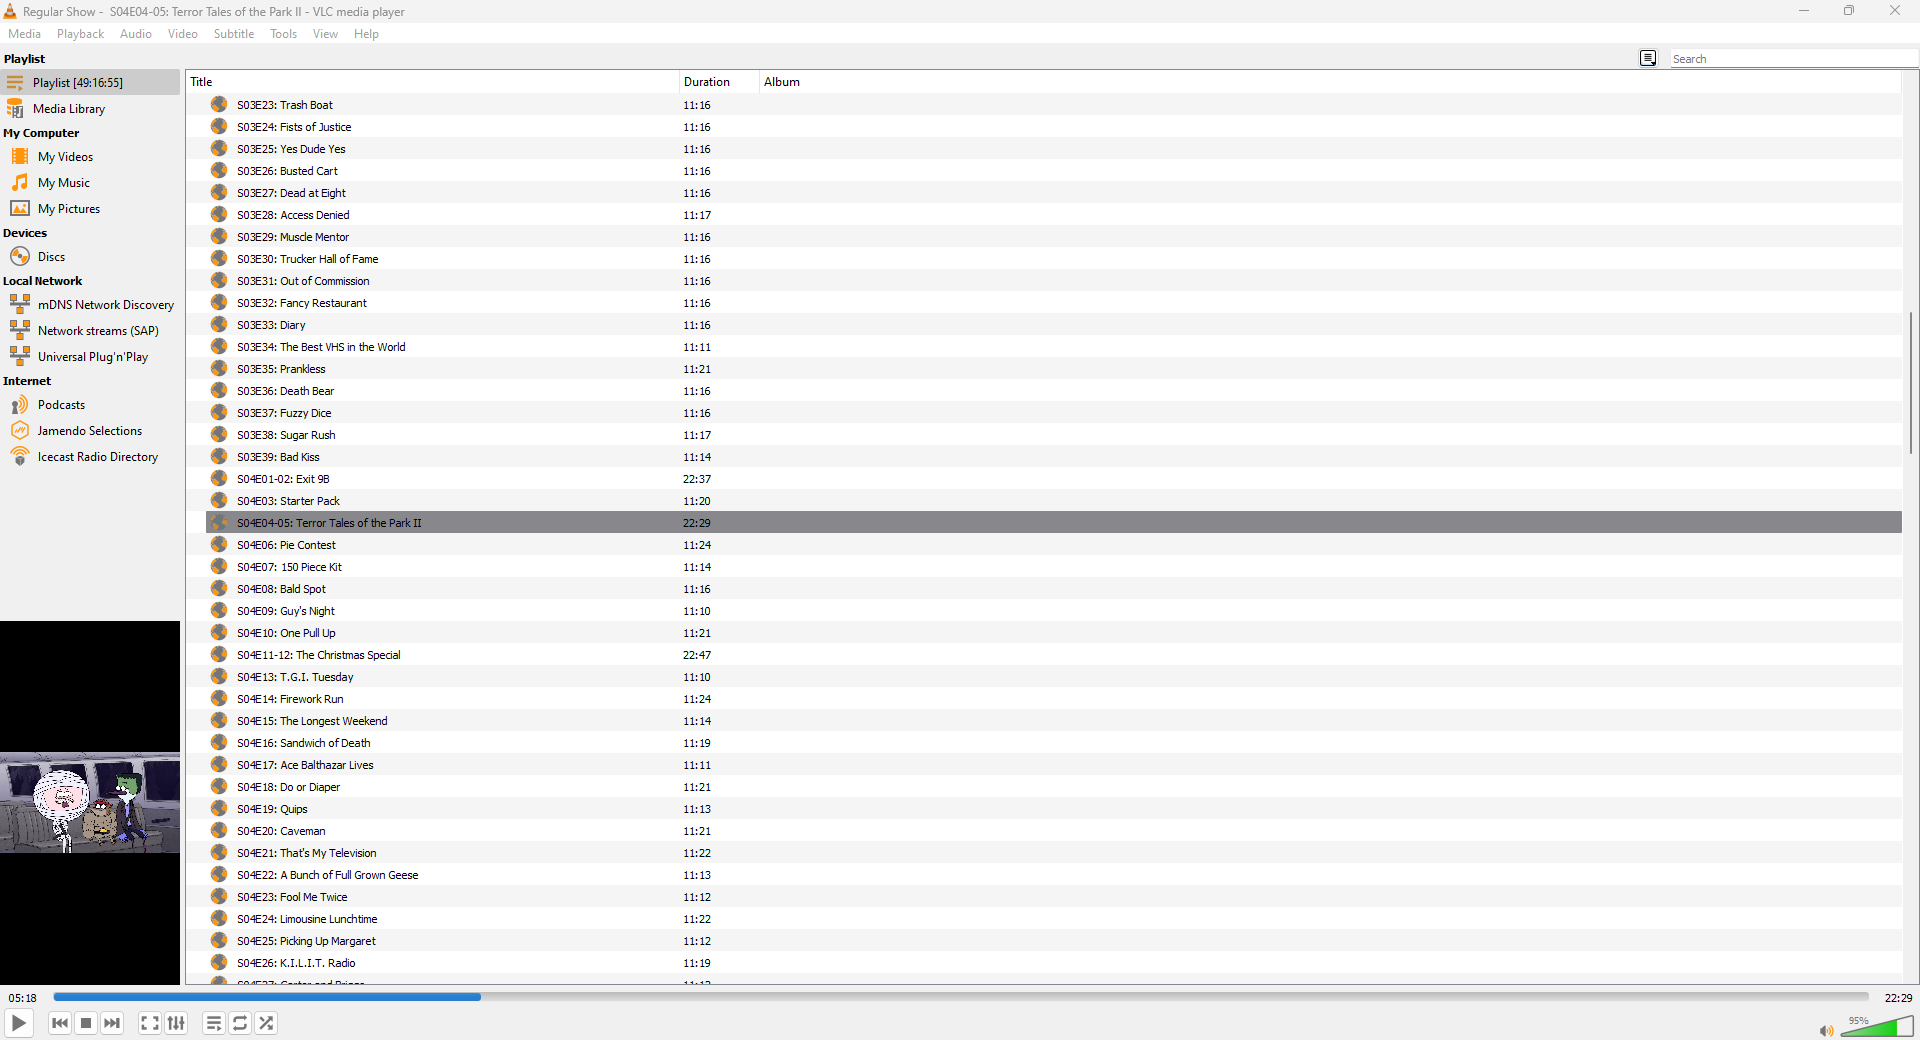 Regular Show -  S04E04-05: Terror Tales of the Park II - VLC media player
Media Playback Audio Video Subtitle Tools View Help
Playlist
Search
Playlist [49:16:55]
Media Library
My Computer
My Videos
My Music
My Pictures
Devices
Discs
Local Network
mDNS Network Discovery
Network streams (SAP)
Universal Plug'n'Play
Internet
Podcasts
Jamendo Selections
Icecast Radio Directory
Title Duration Album
S03E23: Trash Boat 11:16
S03E24: Fists of Justice 11:16
S03E25: Yes Dude Yes 11:16
S03E26: Busted Cart 11:16
S03E27: Dead at Eight 11:16
S03E28: Access Denied 11:17
S03E29: Muscle Mentor 11:16
S03E30: Trucker Hall of Fame 11:16
S03E31: Out of Commission 11:16
S03E32: Fancy Restaurant 11:16
S03E33: Diary 11:16
S03E34: The Best VHS in the World 11:11
S03E35: Prankless 11:21
S03E36: Death Bear 11:16
S03E37: Fuzzy Dice 11:16
S03E38: Sugar Rush 11:17
S03E39: Bad Kiss 11:14
S04E01-02: Exit 9B 22:37
S04E03: Starter Pack 11:20
S04E04-05: Terror Tales of the Park II 22:29
S04E06: Pie Contest 11:24
S04E07: 150 Piece Kit 11:14
S04E08: Bald Spot 11:16
S04E09: Guy's Night 11:10
S04E10: One Pull Up 11:21
S04E11-12: The Christmas Special 22:47
S04E13: T.G.I. Tuesday 11:10
S04E14: Firework Run 11:24
S04E15: The Longest Weekend 11:14
S04E16: Sandwich of Death 11:19
S04E17: Ace Balthazar Lives 11:11
S04E18: Do or Diaper 11:21
S04E19: Quips 11:13
S04E20: Caveman 11:21
S04E21: That's My Television 11:22
S04E22: A Bunch of Full Grown Geese 11:13
S04E23: Fool Me Twice 11:12
S04E24: Limousine Lunchtime 11:22
S04E25: Picking Up Margaret 11:12
S04E26: K.I.L.I.T. Radio 11:19
05:18 22:29
95%